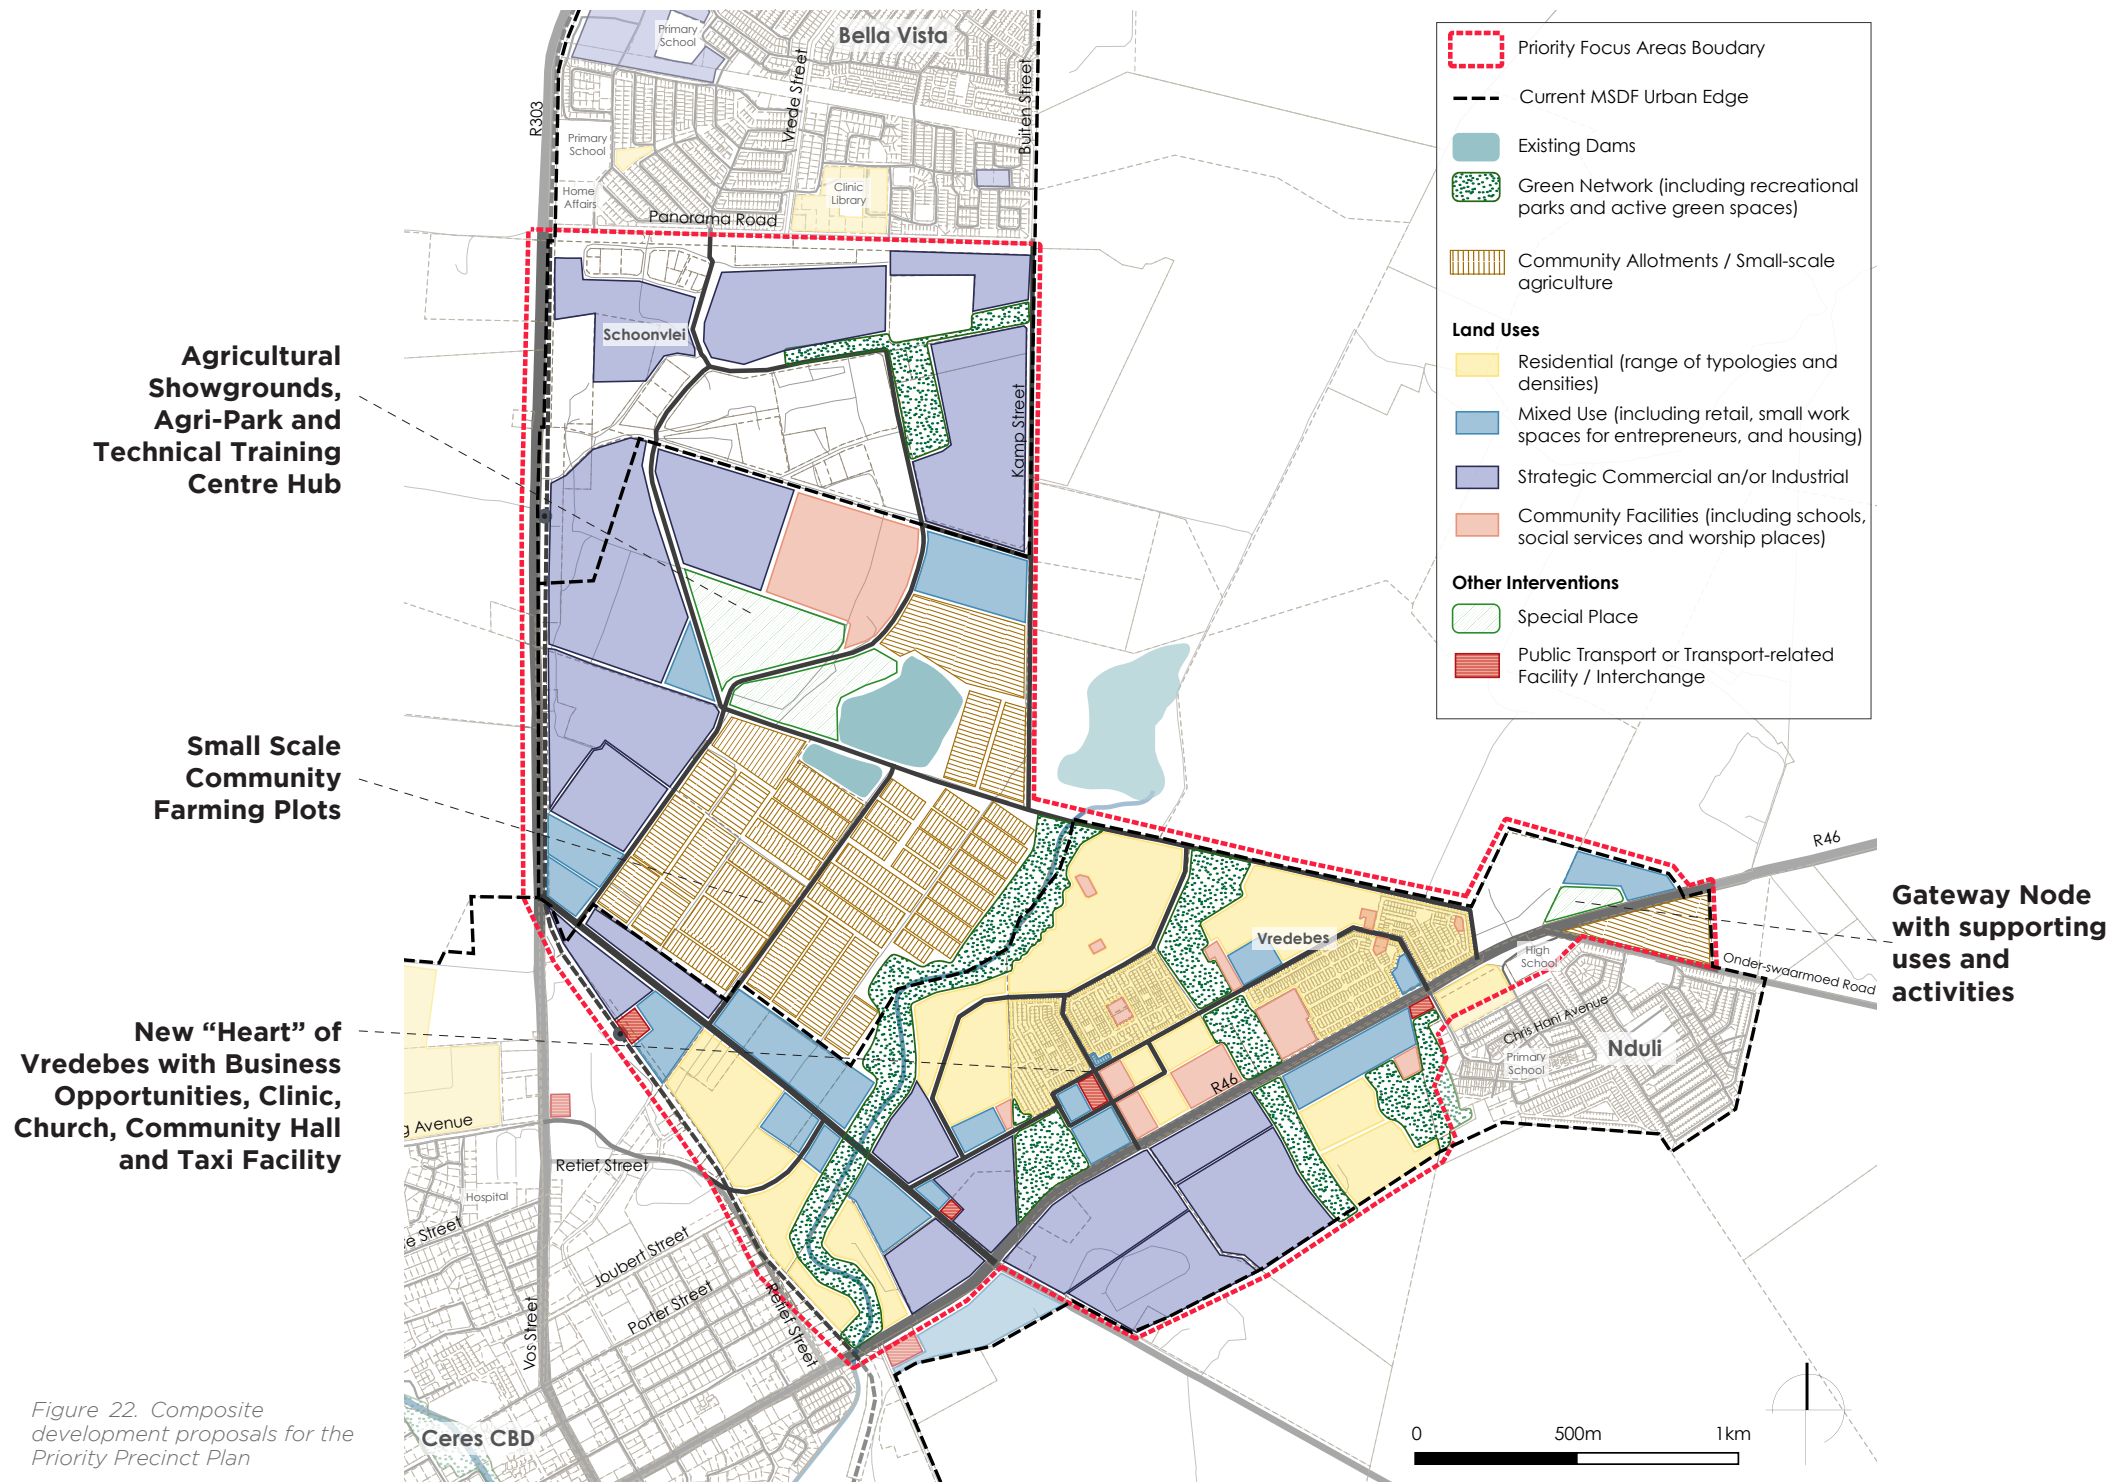 Agricultural
Showgrounds,
Agri-Park and
Technical Training
Centre Hub
Small Scale
Community
Farming Plots
New “Heart” of
Vredebes with Business
Opportunities, Clinic,
Church, Community Hall
and Taxi Facility
Figure 22. Composite
development proposals for the
Priority Precinct Plan
Primary
School
Bella Vista
R303
Vrede Street
Buiten Street
Primary
School
Home
Affairs
Clinic
Library
Panorama Road
Schoonvlei
Kamp Street
Vredebes
High
School
R46
Onder-swaarmoed Road
Chris Hani Avenue
Nduli
Primary
School
R46
g Avenue
Retief Street
Hospital
e Street
Joubert Street
Porter Street
Retief Street
Vos Street
Ceres CBD
Priority Focus Areas Boudary
Current MSDF Urban Edge
Existing Dams
Green Network (including recreational
parks and active green spaces)
Community Allotments / Small-scale
agriculture
Land Uses
Residential (range of typologies and
densities)
Mixed Use (including retail, small work
spaces for entrepreneurs, and housing)
Strategic Commercial an/or Industrial
Community Facilities (including schools,
social services and worship places)
Other Interventions
Special Place
Public Transport or Transport-related
Facility / Interchange
Gateway Node
with supporting
uses and
activities
0 500m 1km